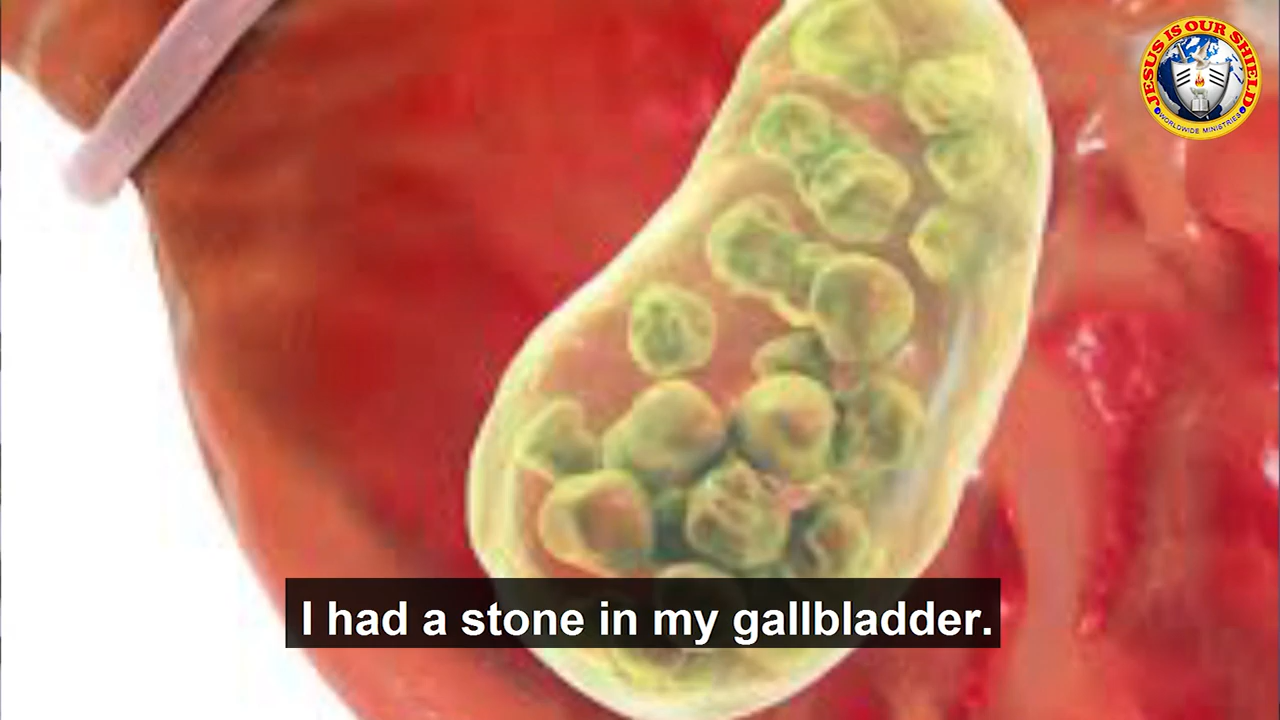 JESUS IS OUR SHIELD
WORLDWIDE MINISTRIES
I had a stone in my gallbladder.